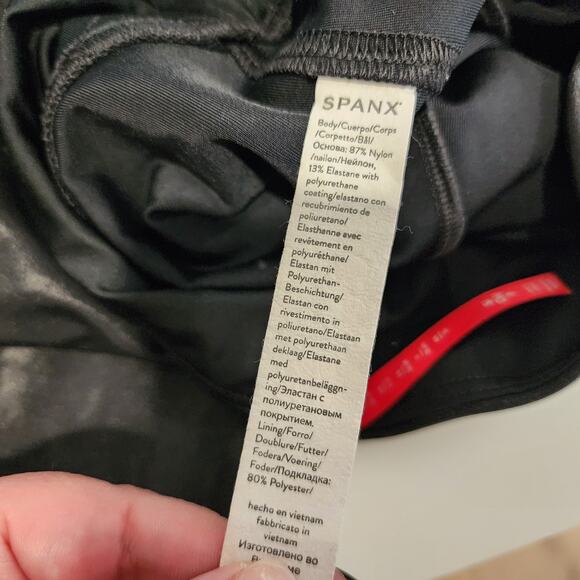 SPANX
Body/Cuerpo/Corps
/Corpetto/Bål/
Основа: 87% Nylon
/nailon/Нейлон,
13% Elastane with
polyurethane
coating/elastano con
recubrimiento de
poliuretano/
Elasthanne avec
revêtement en
polyuréthane/
Elastan mit
Polyurethan-
Beschichtung/
Elastan con
rivestimento in
poliuretano/Elastaan
met polyurethaan
deklaag/Elastane
med
polyuretanbeläggn-
ing/Эластан с
полиуретановым
покрытием.
Lining/Forro/
Doublure/Futter/
Fodera/Voering/
Foder/Подкладка:
80% Polyester/
hecho en vietnam
fabbricato in
vietnam
Изготовлено во